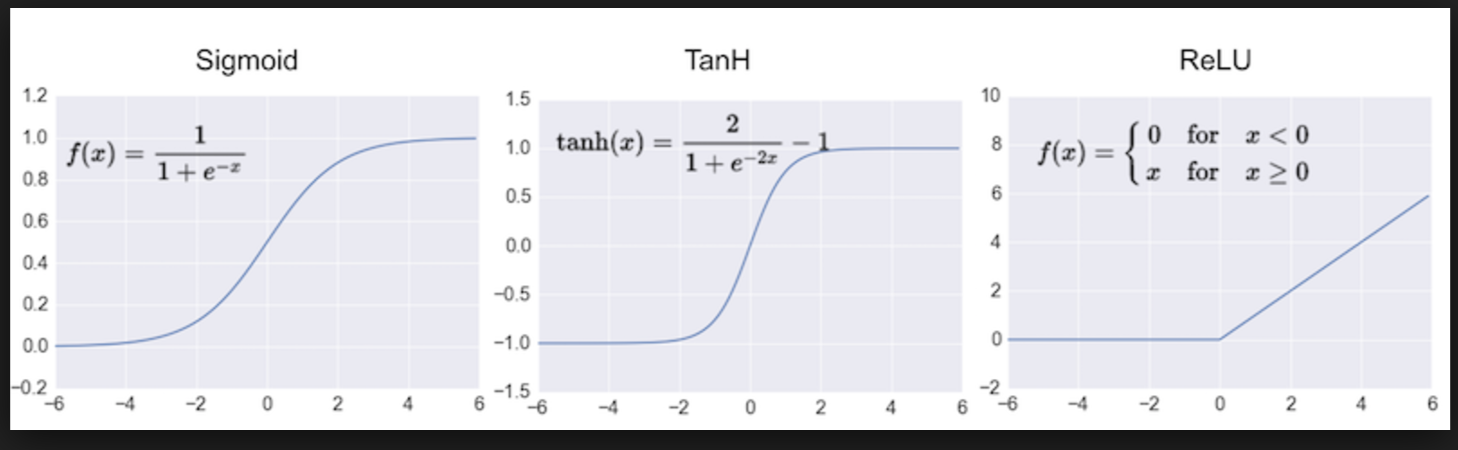 Sigmoid
1.2
1.0
0.8
0.6
0.4
0.2
0.0
−0.2
−6 −4 −2 0 2 4 6
f(x) = 1 / (1 + e^{−x})
TanH
1.5
1.0
0.5
0.0
−0.5
−1.0
−1.5
−6 −4 −2 0 2 4 6
tanh(x) = 2 / (1 + e^{−2x}) − 1
ReLU
10
8
6
4
2
0
−2
−6 −4 −2 0 2 4 6
f(x) = { 0 for x < 0
x for x ≥ 0